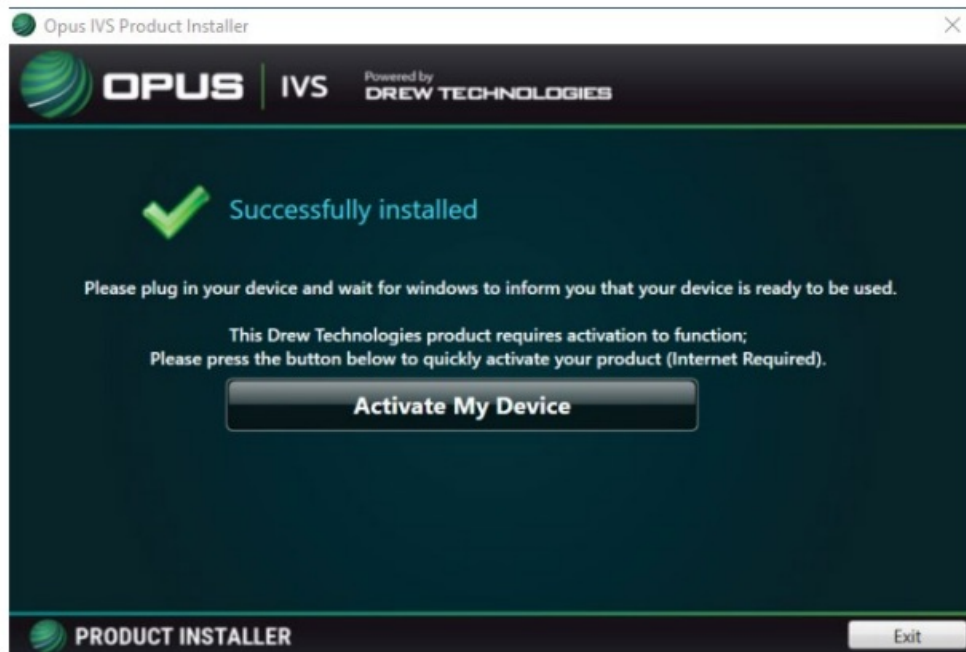 Opus IVS Product Installer
OPUS IVS Powered by
DREW TECHNOLOGIES
Successfully installed
Please plug in your device and wait for windows to inform you that your device is ready to be used.
This Drew Technologies product requires activation to function;
Please press the button below to quickly activate your product (Internet Required).
Activate My Device
PRODUCT INSTALLER
Exit